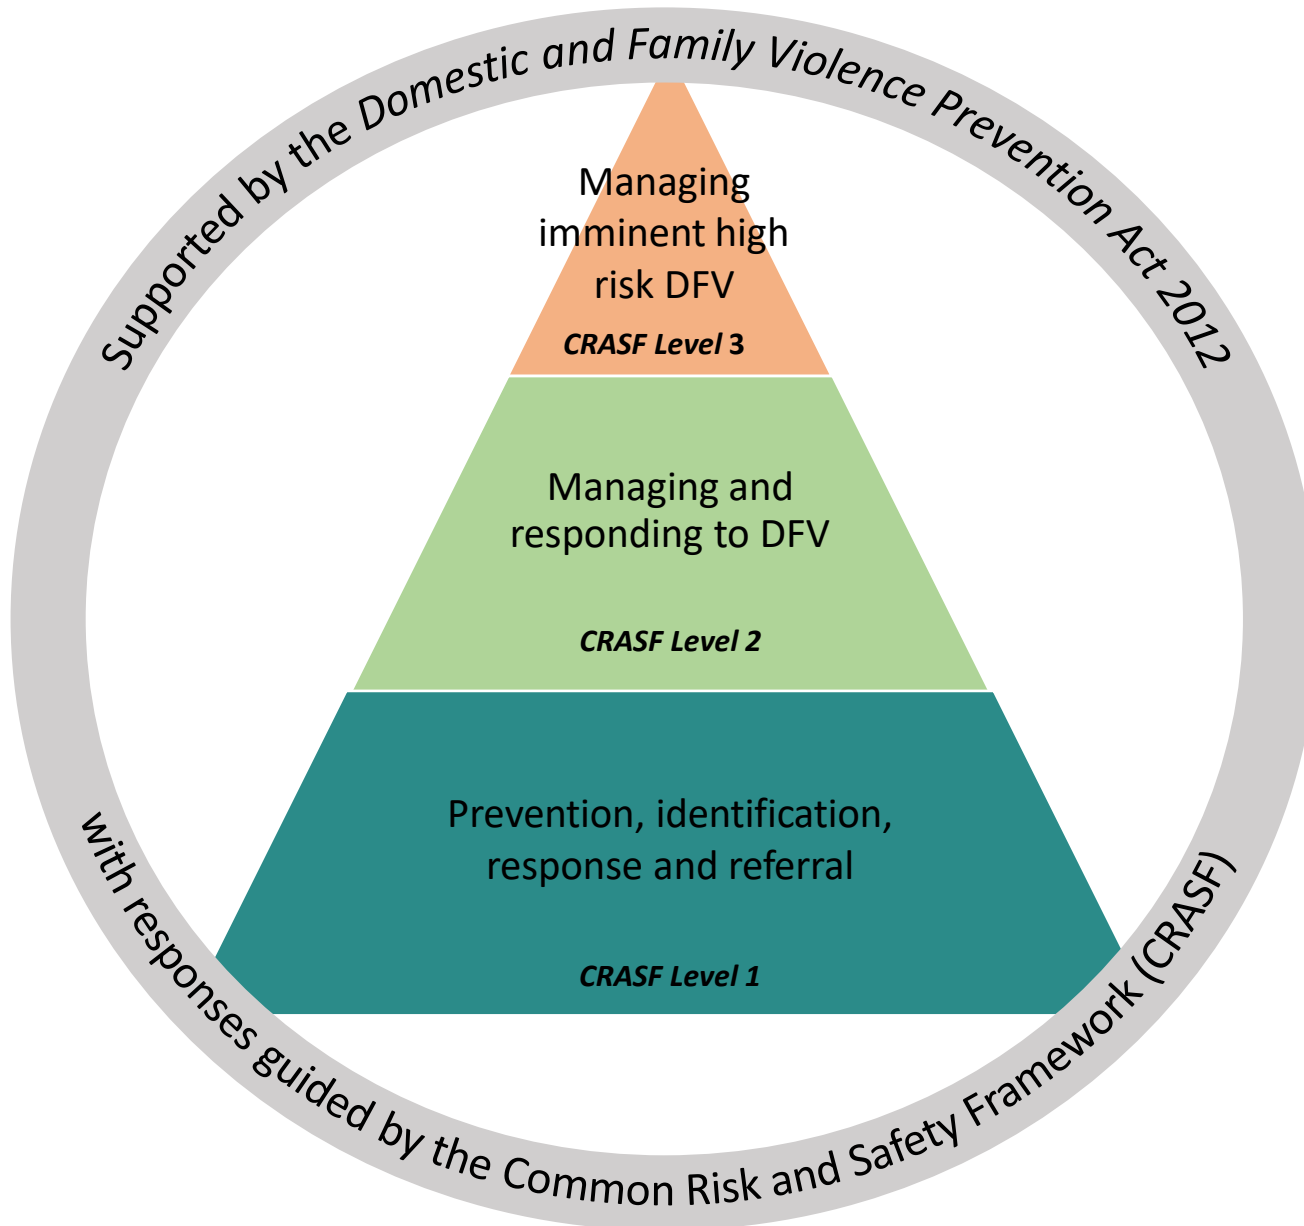 Supported by the Domestic and Family Violence Prevention Act 2012
Managing
imminent high
risk DFV
CRASF Level 3
Managing and
responding to DFV
CRASF Level 2
Prevention, identification,
response and referral
CRASF Level 1
with responses guided by the Common Risk and Safety Framework (CRASF)